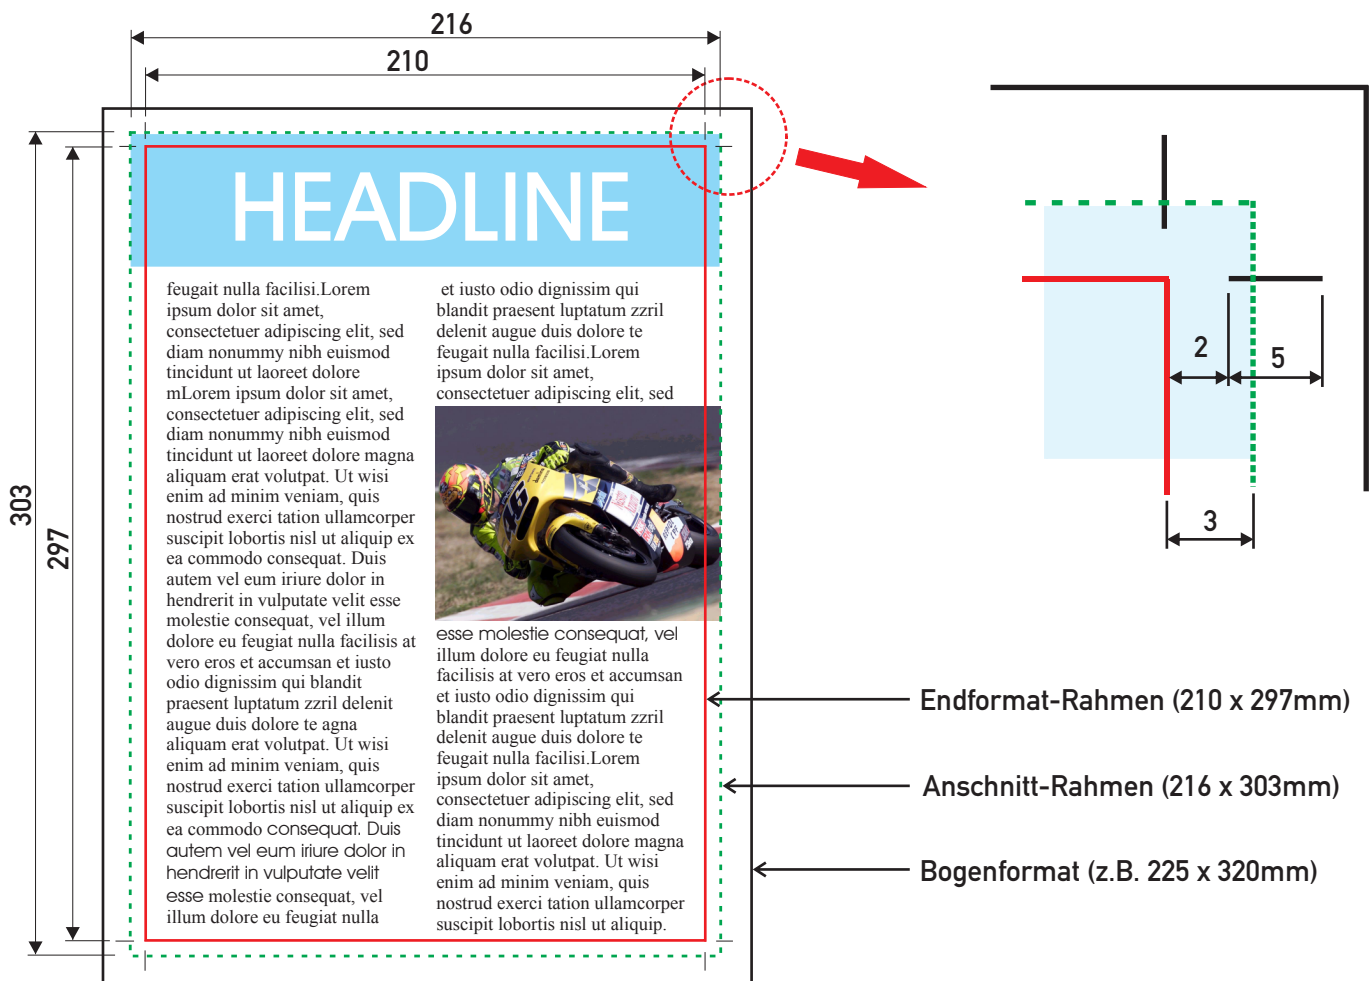 216
210
303
297
HEADLINE
feugait nulla facilisi.Lorem
ipsum dolor sit amet,
consectetuer adipiscing elit, sed
diam nonummy nibh euismod
tincidunt ut laoreet dolore
mLorem ipsum dolor sit amet,
consectetuer adipiscing elit, sed
diam nonummy nibh euismod
tincidunt ut laoreet dolore magna
aliquam erat volutpat. Ut wisi
enim ad minim veniam, quis
nostrud exerci tation ullamcorper
suscipit lobortis nisl ut aliquip ex
ea commodo consequat. Duis
autem vel eum iriure dolor in
hendrerit in vulputate velit esse
molestie consequat, vel illum
dolore eu feugiat nulla facilisis at
vero eros et accumsan et iusto
odio dignissim qui blandit
praesent luptatum zzril delenit
augue duis dolore te agna
aliquam erat volutpat. Ut wisi
enim ad minim veniam, quis
nostrud exerci tation ullamcorper
suscipit lobortis nisl ut aliquip ex
ea commodo consequat. Duis
autem vel eum iriure dolor in
hendrerit in vulputate velit
esse molestie consequat, vel
illum dolore eu feugiat nulla
et iusto odio dignissim qui
blandit praesent luptatum zzril
delenit augue duis dolore te
feugait nulla facilisi.Lorem
ipsum dolor sit amet,
consectetuer adipiscing elit, sed
46
esse molestie consequat, vel
illum dolore eu feugiat nulla
facilisis at vero eros et accumsan
et iusto odio dignissim qui
blandit praesent luptatum zzril
delenit augue duis dolore te
feugait nulla facilisi.Lorem
ipsum dolor sit amet,
consectetuer adipiscing elit, sed
diam nonummy nibh euismod
tincidunt ut laoreet dolore magna
aliquam erat volutpat. Ut wisi
enim ad minim veniam, quis
nostrud exerci tation ullamcorper
suscipit lobortis nisl ut aliquip.
2
5
3
Endformat-Rahmen (210 x 297mm)
Anschnitt-Rahmen (216 x 303mm)
Bogenformat (z.B. 225 x 320mm)